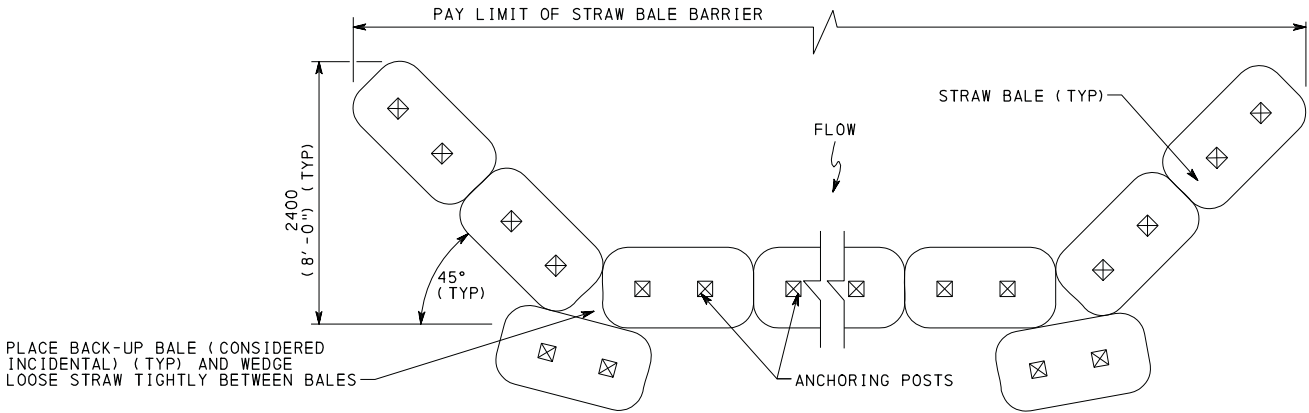 PAY LIMIT OF STRAW BALE BARRIER
STRAW BALE (TYP)
FLOW
2400
(8'-0") (TYP)
45°
(TYP)
PLACE BACK-UP BALE (CONSIDERED
INCIDENTAL) (TYP) AND WEDGE
LOOSE STRAW TIGHTLY BETWEEN BALES
ANCHORING POSTS